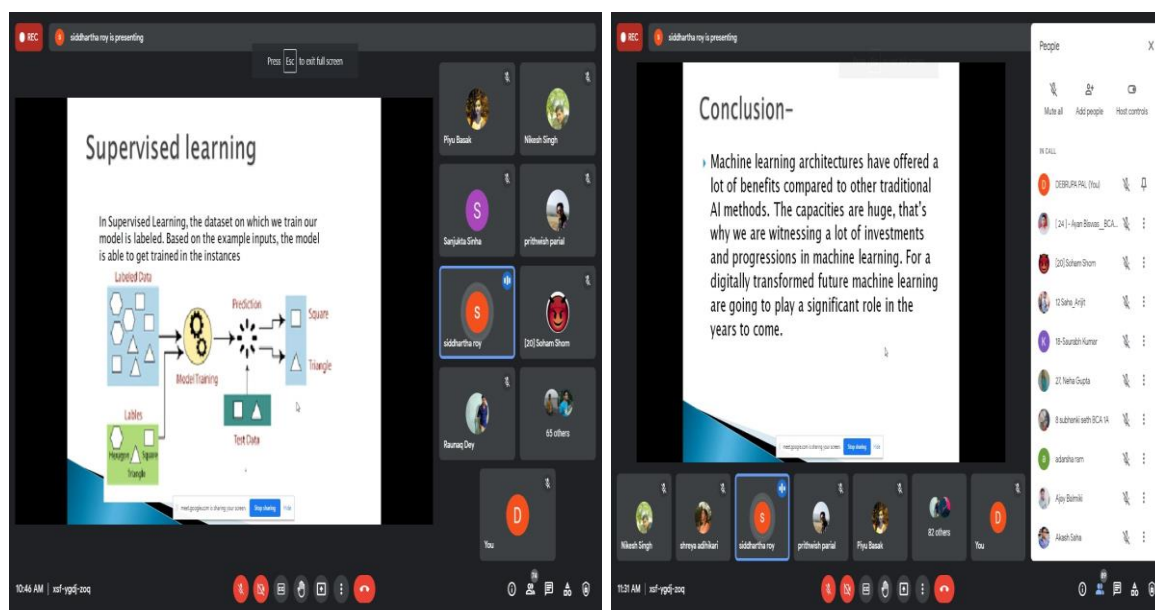 REC
siddhartha roy is presenting
Press Esc to exit full screen
Supervised learning
In Supervised Learning, the dataset on which we train our
model is labeled. Based on the example inputs, the model
is able to get trained in the instances
Labeled Data
Prediction
Square
Triangle
Model Training
Lables
Hexagon
Square
Triangle
Test Data
meet.google.com is sharing your screen.
Stop sharing
Hide
Piyu Basak
Nikesh Singh
Sanjukta Sinha
prithwish parial
siddhartha roy
[20] Soham Shom
Raunaq Dey
65 others
You
10:46 AM | xsf-ygdj-zoq
74
REC
siddhartha roy is presenting
Conclusion-
Machine learning architectures have offered a
lot of benefits compared to other traditional
AI methods. The capacities are huge, that's
why we are witnessing a lot of investments
and progressions in machine learning. For a
digitally transformed future machine learning
are going to play a significant role in the
years to come.
meet.google.com is sharing your screen.
Stop sharing
Hide
Nikesh Singh
shreya adhikari
siddhartha roy
prithwish parial
Piyu Basak
82 others
You
11:31 AM | xsf-ygdj-zoq
People
X
Mute all
Add people
Host controls
IN CALL
D
DEBRUPA PAL (You)
[ 24 ]- Ayan Biswas__BCA...
[20] Soham Shom
12 Saha_Arijit
K
18-Saurabh Kumar
27, Neha Gupta
8 subhenki seth BCA 1A
a
adarsha ram
Ajoy Balmiki
Akash Saha